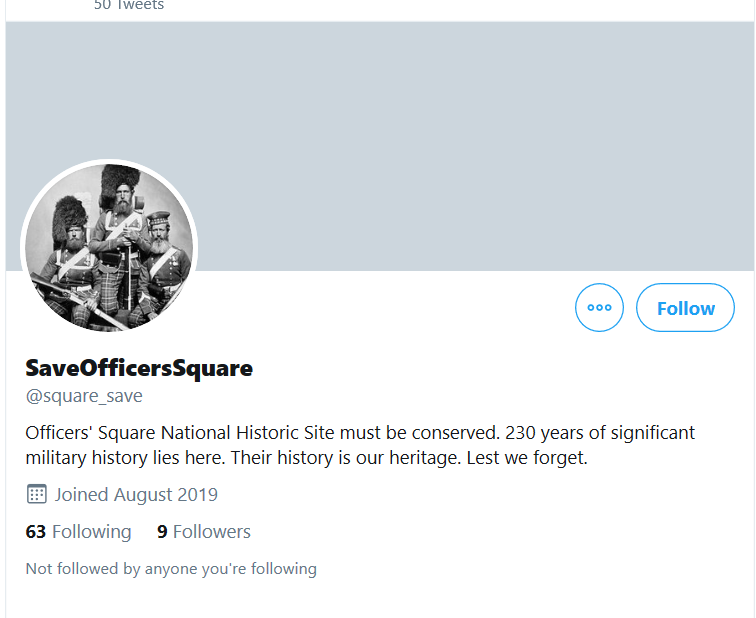 50 Tweets
Follow
SaveOfficersSquare
@square_save
Officers' Square National Historic Site must be conserved. 230 years of significant
military history lies here. Their history is our heritage. Lest we forget.
Joined August 2019
63 Following 9 Followers
Not followed by anyone you're following